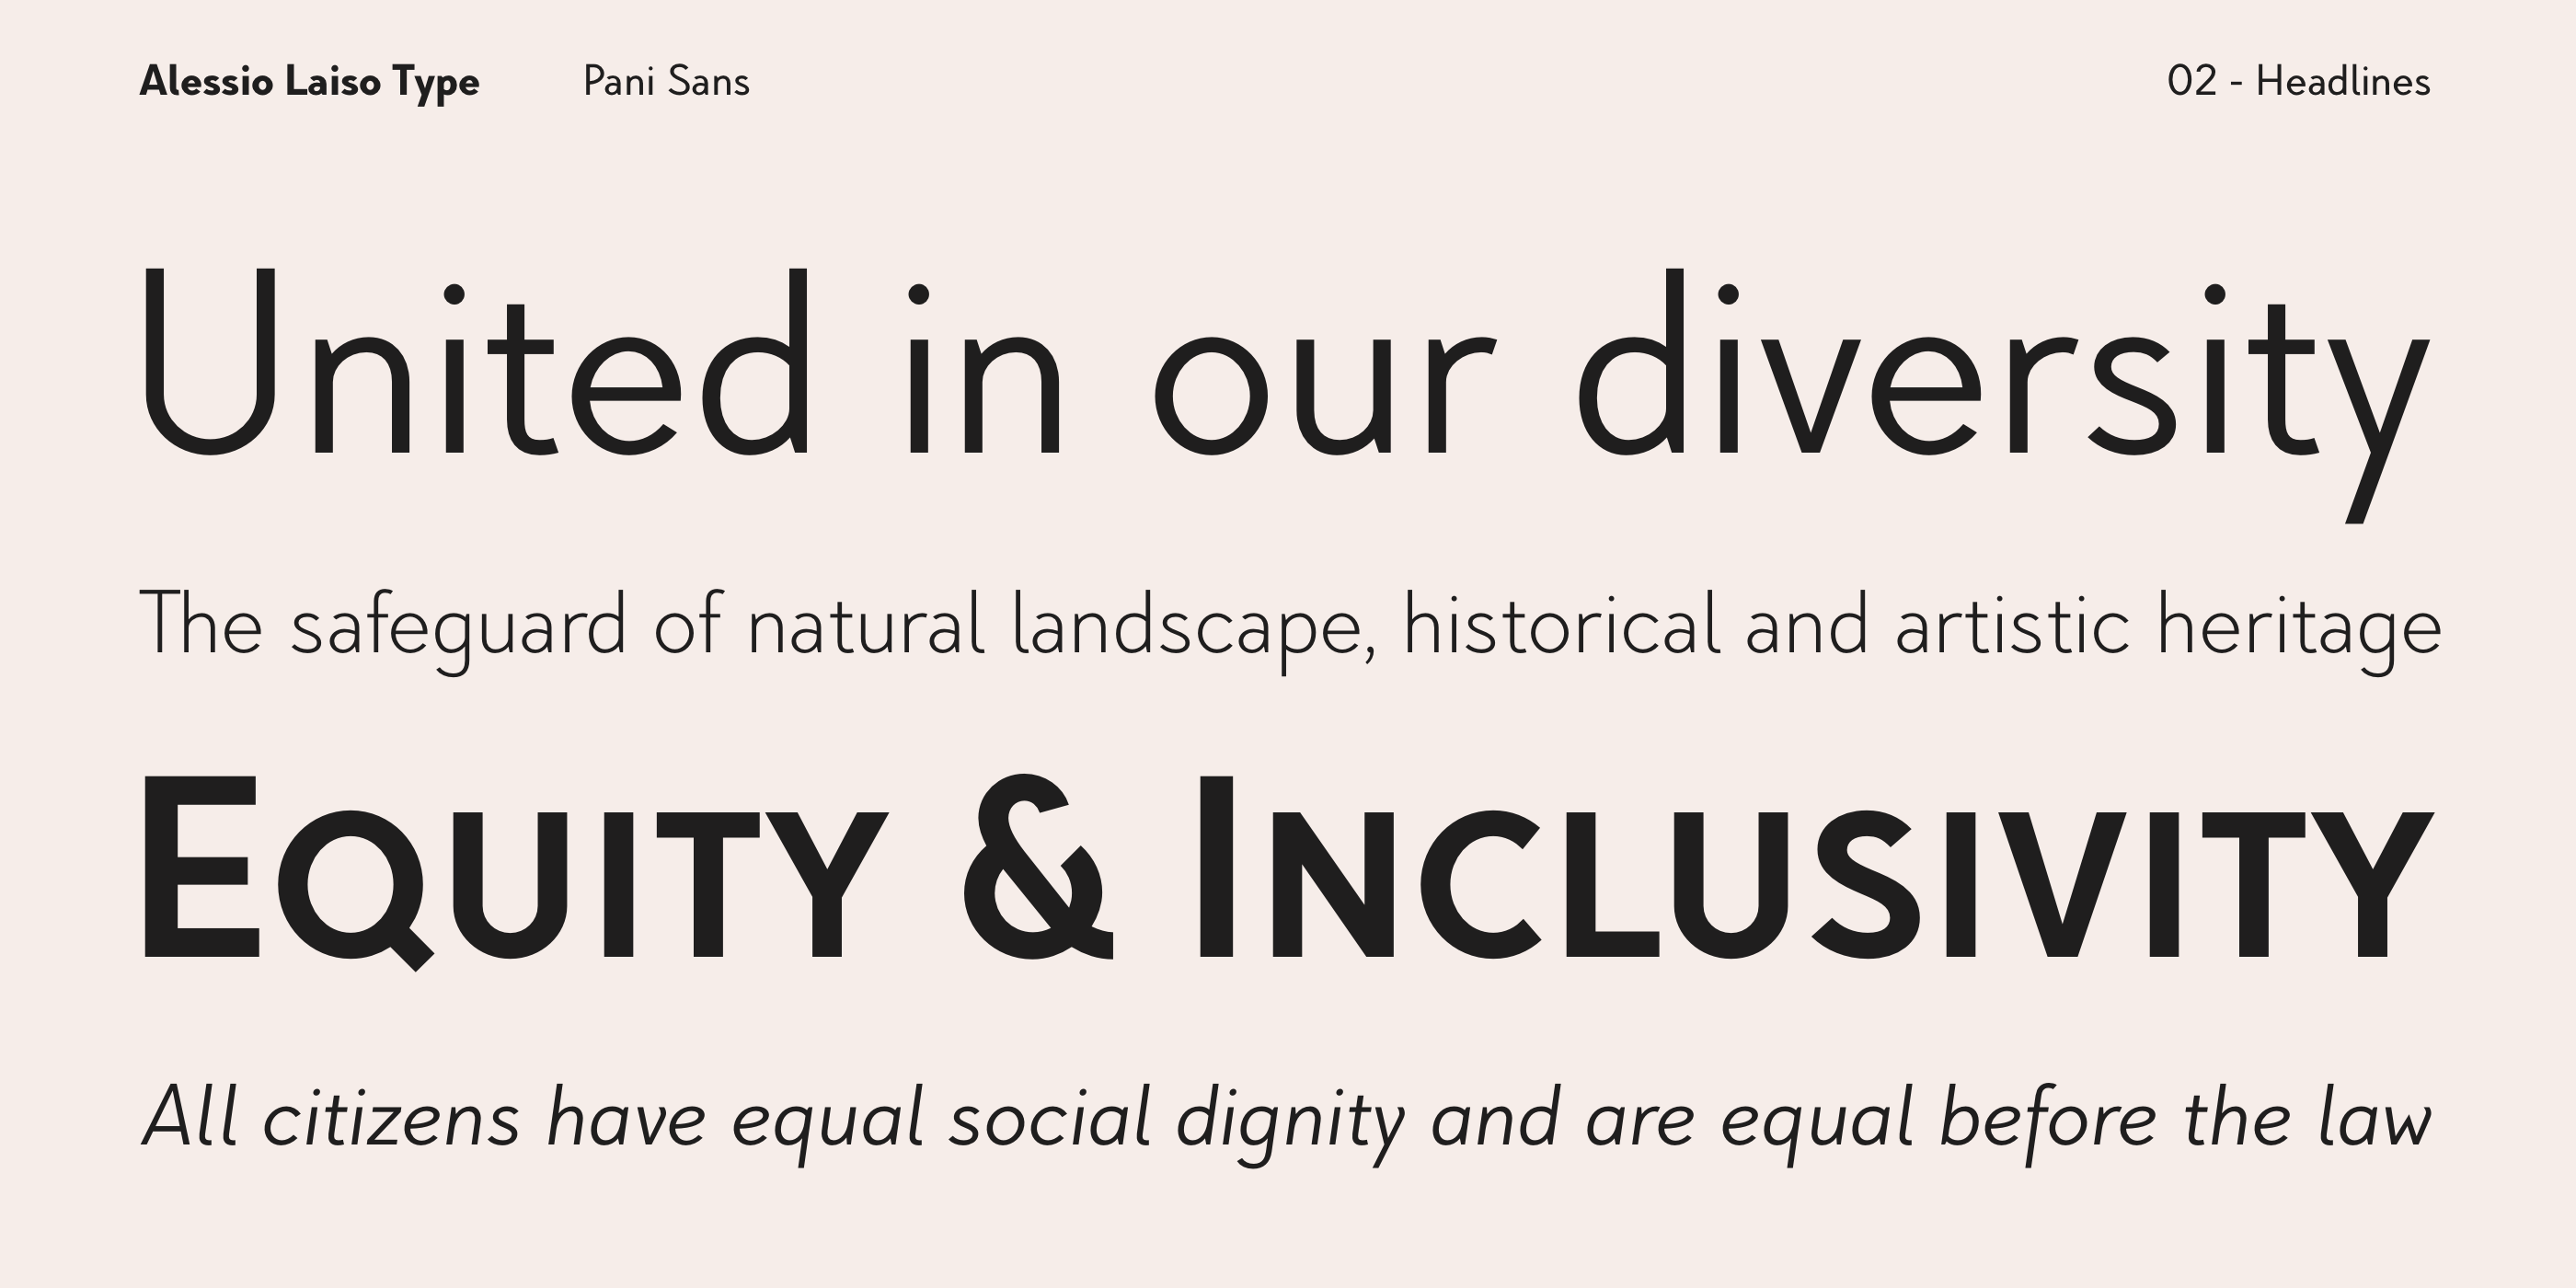 Alessio Laiso Type Pani Sans 02 - Headlines
United in our diversity
The safeguard of natural landscape, historical and artistic heritage
EQUITY & INCLUSIVITY
All citizens have equal social dignity and are equal before the law